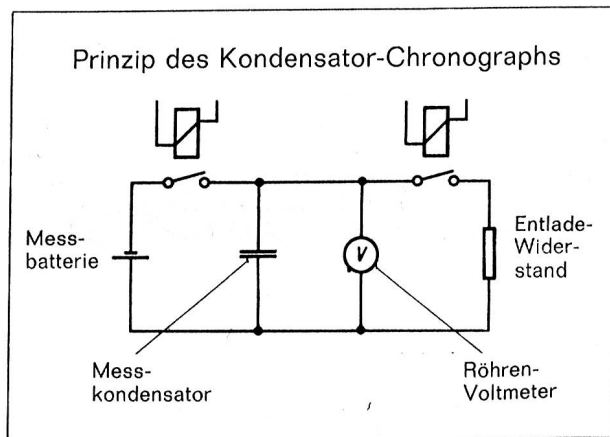 Prinzip des Kondensator-Chronographs
Mess-
batterie
V
Entlade-
Wider-
stand
Mess-
kondensator
Röhren-
Voltmeter